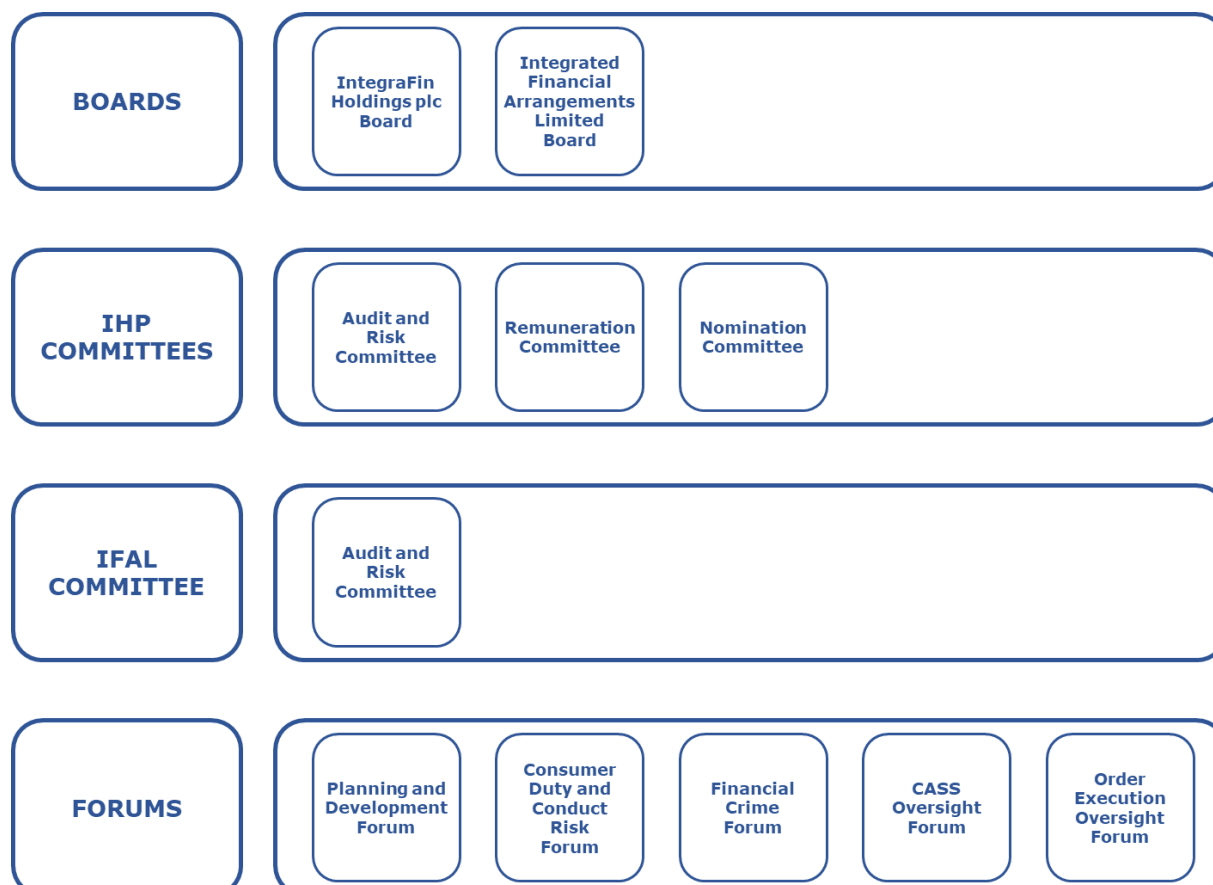 BOARDS
IntegraFin
Holdings plc
Board
Integrated
Financial
Arrangements
Limited
Board
IHP
COMMITTEES
Audit and
Risk
Committee
Remuneration
Committee
Nomination
Committee
IFAL
COMMITTEE
Audit and
Risk
Committee
FORUMS
Planning and
Development
Forum
Consumer
Duty and
Conduct
Risk
Forum
Financial
Crime
Forum
CASS
Oversight
Forum
Order
Execution
Oversight
Forum